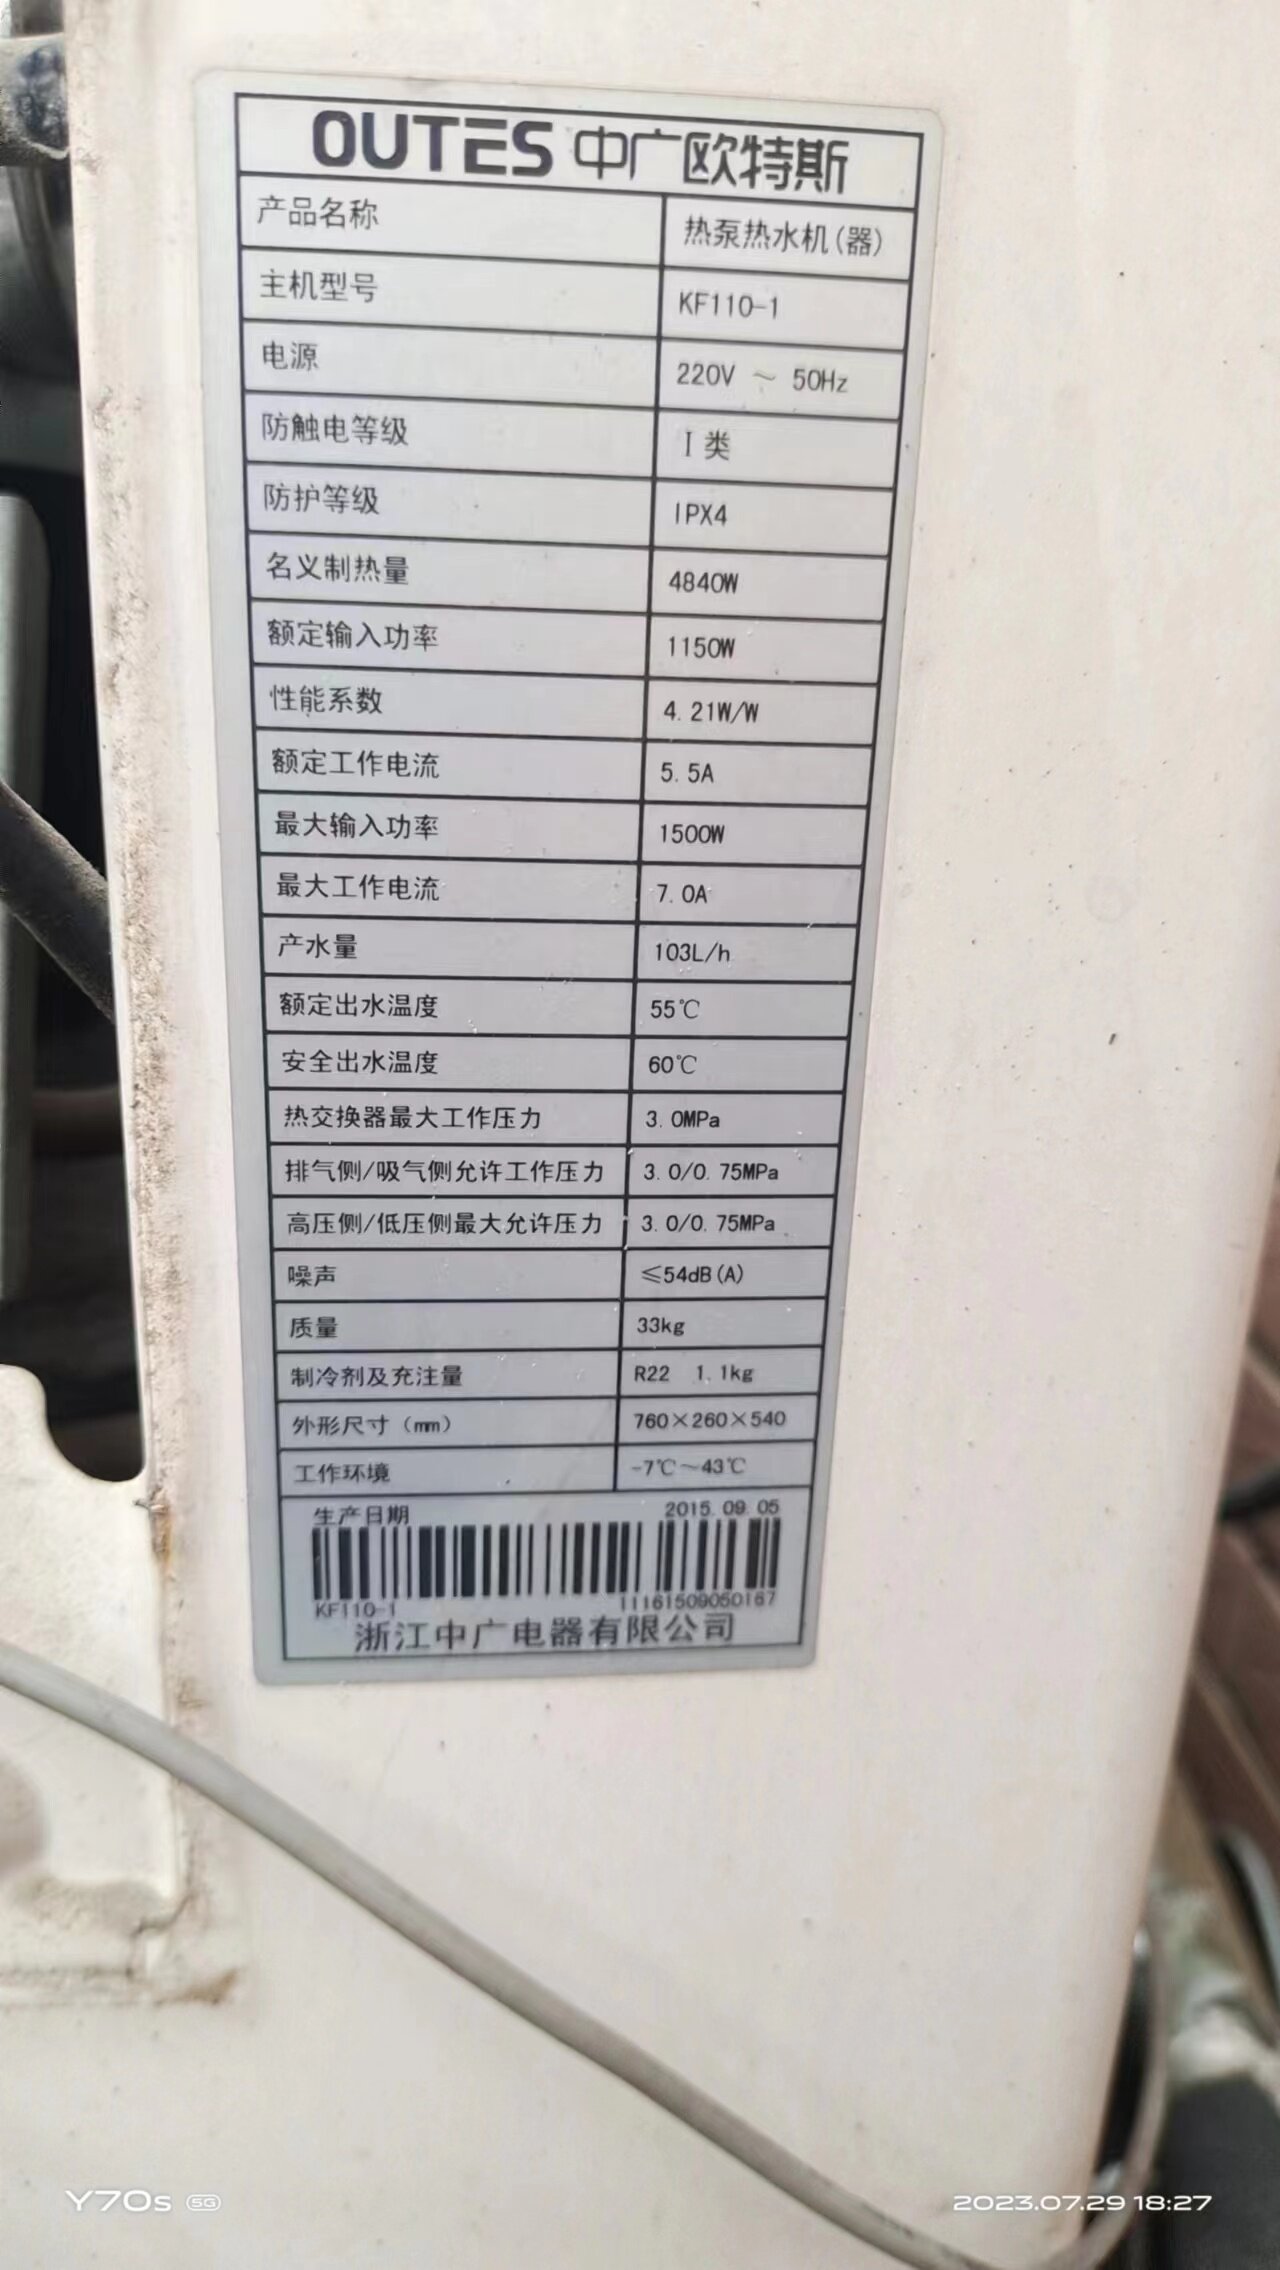 OUTES 中广欧特斯
产品名称 热泵热水机(器)
主机型号 KF110-1
电源 220V ～ 50Hz
防触电等级 I 类
防护等级 IPX4
名义制热量 4840W
额定输入功率 1150W
性能系数 4.21W/W
额定工作电流 5.5A
最大输入功率 1500W
最大工作电流 7.0A
产水量 103L/h
额定出水温度 55℃
安全出水温度 60℃
热交换器最大工作压力 3.0MPa
排气侧/吸气侧允许工作压力 3.0/0.75MPa
高压侧/低压侧最大允许压力 3.0/0.75MPa
噪声 ≤54dB(A)
质量 33kg
制冷剂及充注量 R22 1.1kg
外形尺寸（mm） 760×260×540
工作环境 -7℃～43℃
生产日期 2015.09.05
KF110-1 11161509050167
浙江中广电器有限公司
Y70s 5G 2023.07.29 18:27